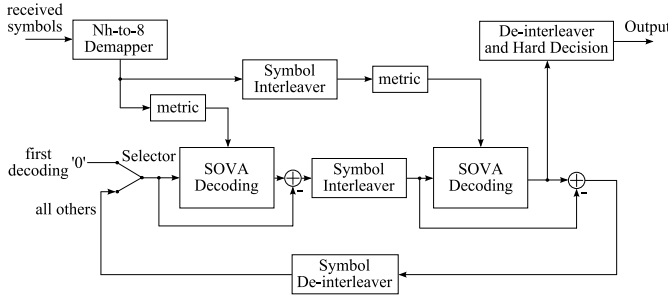 received
symbols
Nh-to-8
Demapper
Symbol
Interleaver
metric
De-interleaver
and Hard Decision
Output
metric
first
decoding
'0'
Selector
all others
SOVA
Decoding
-
Symbol
Interleaver
SOVA
Decoding
-
Symbol
De-interleaver